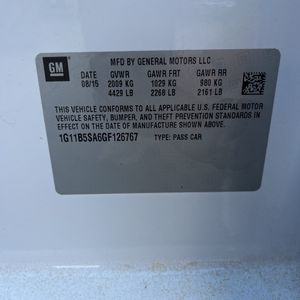 GM
MFD BY GENERAL MOTORS LLC
DATE GVWR GAWR FRT GAWR RR
08/15 2009 KG 1029 KG 980 KG
4429 LB 2268 LB 2161 LB
THIS VEHICLE CONFORMS TO ALL APPLICABLE U.S. FEDERAL MOTOR
VEHICLE SAFETY, BUMPER, AND THEFT PREVENTION STANDARDS
IN EFFECT ON THE DATE OF MANUFACTURE SHOWN ABOVE.
1G11B5SA6GF126767 TYPE: PASS CAR